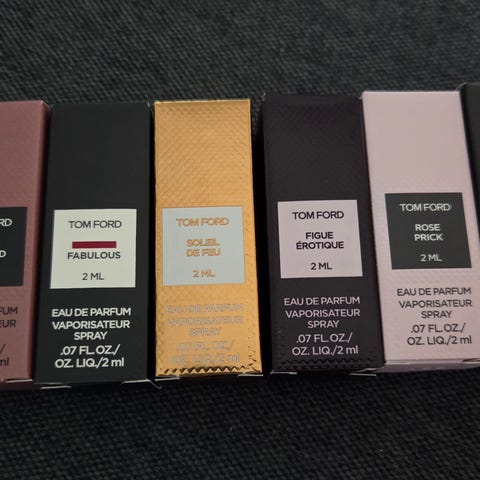 TOM FORD
FABULOUS
2 ML
EAU DE PARFUM
VAPORISATEUR
SPRAY
.07 FL.OZ./
OZ. LIQ./2 ml
TOM FORD
SOLEIL
DE FEU
2 ML
EAU DE PARFUM
VAPORISATEUR
SPRAY
.07 FL.OZ./
OZ. LIQ./2 ml
TOM FORD
FIGUE
ÉROTIQUE
2 ML
EAU DE PARFUM
VAPORISATEUR
SPRAY
.07 FL.OZ./
OZ. LIQ./2 ml
TOM FORD
ROSE
PRICK
2 ML
EAU DE PARFUM
VAPORISATEUR
SPRAY
.07 FL.OZ./
OZ. LIQ./2 ml